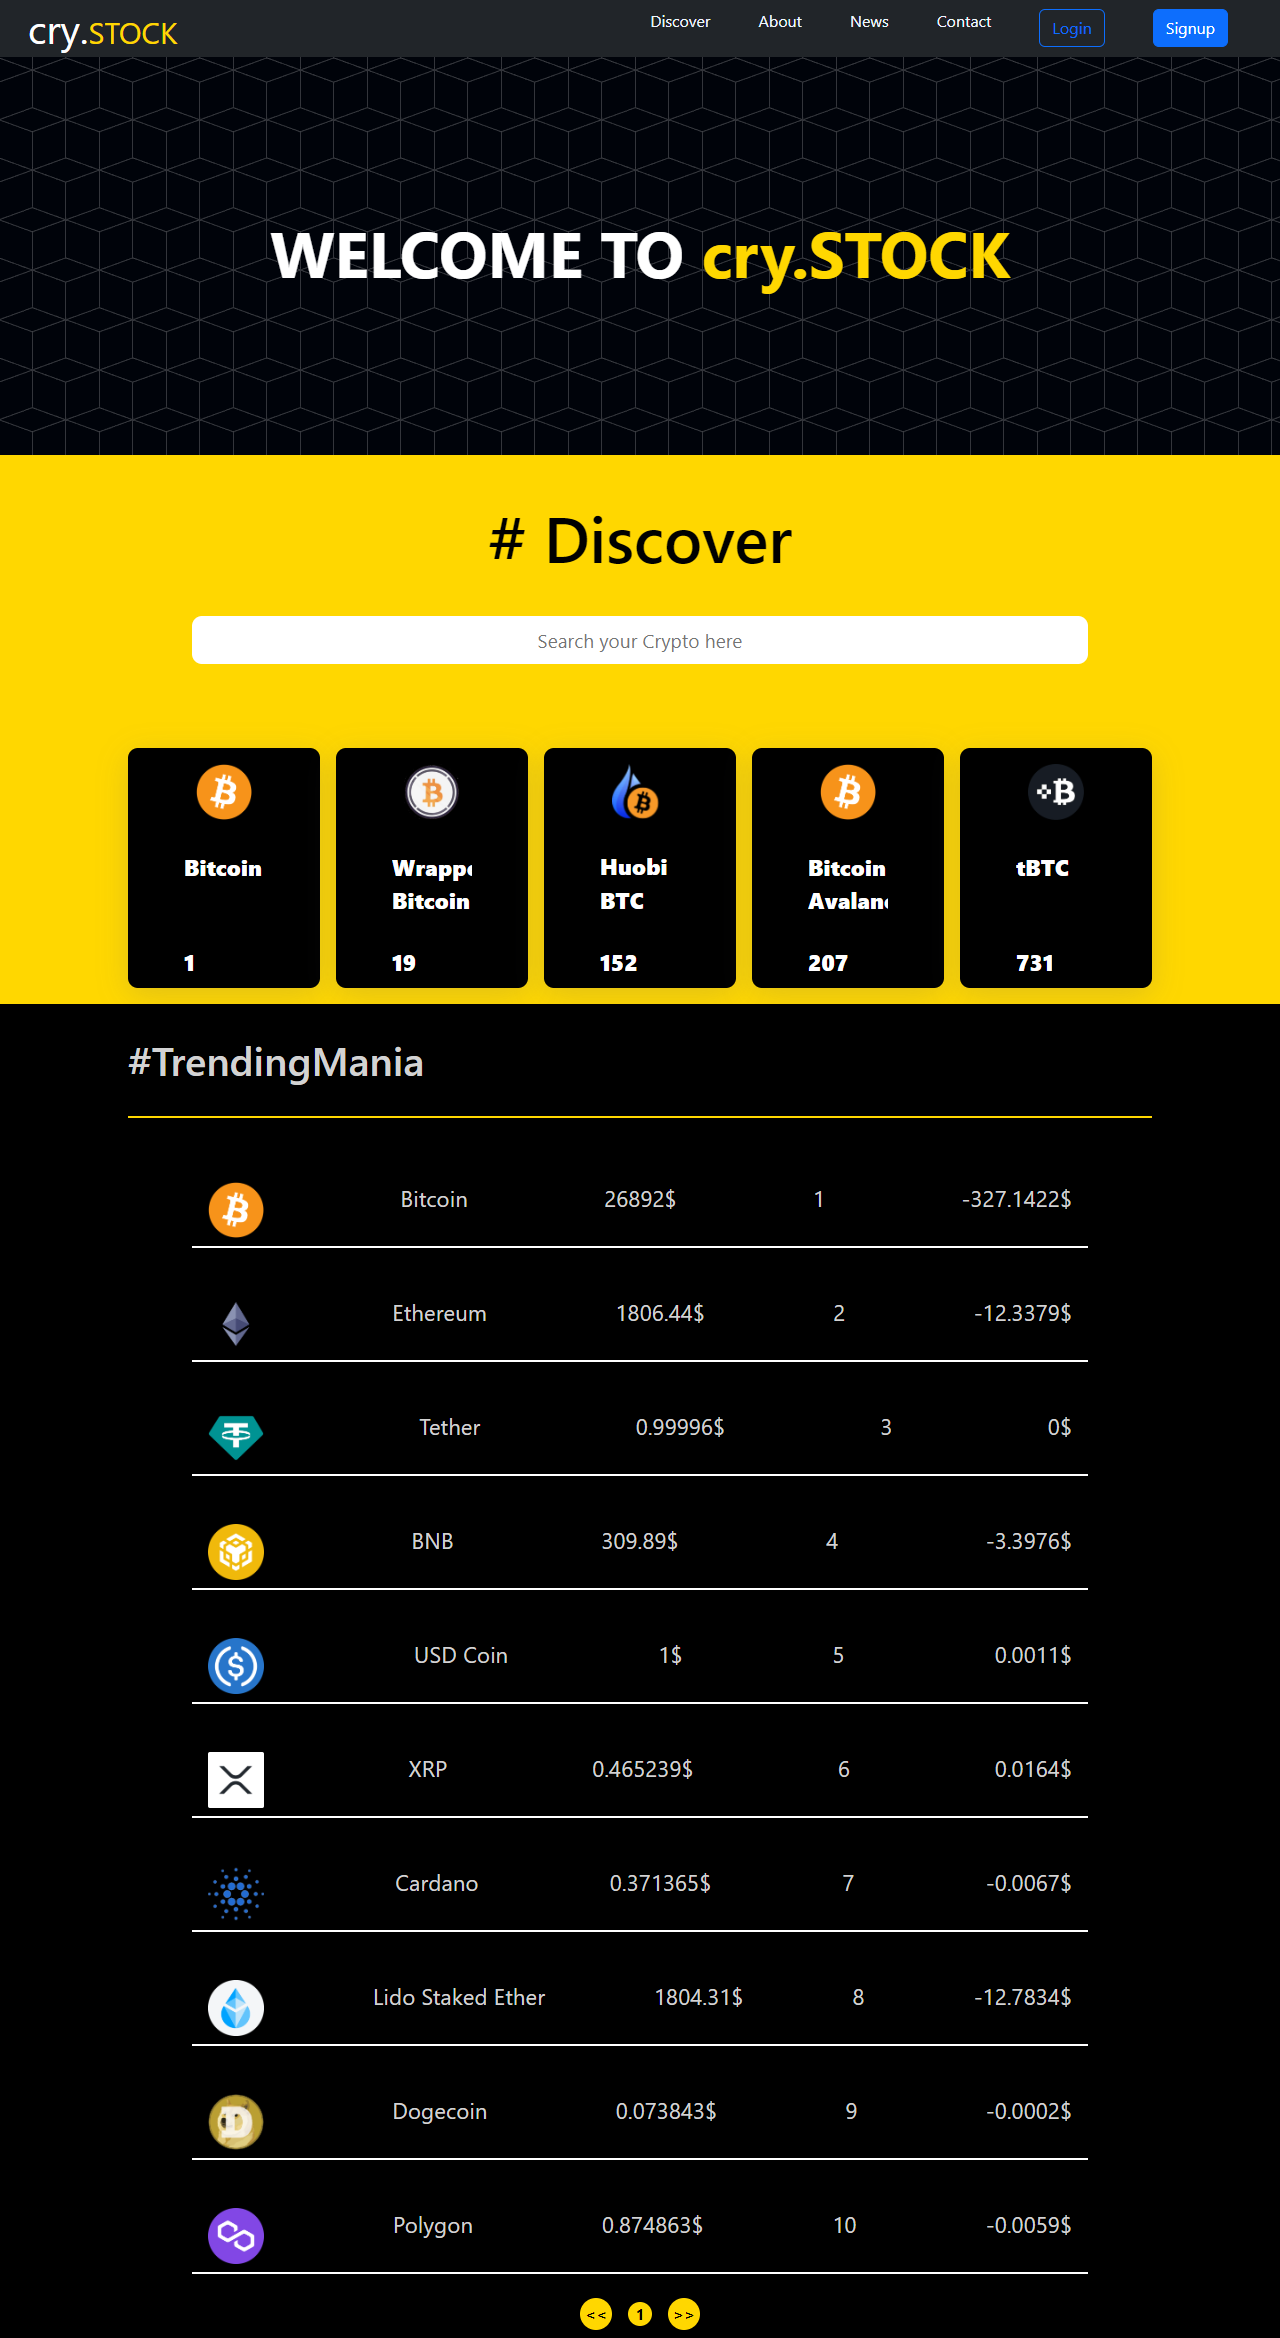 cry.STOCK
Discover About News Contact Login Signup
WELCOME TO cry.STOCK
# Discover
Search your Crypto here
Bitcoin
1
Wrappe
Bitcoin
19
Huobi
BTC
152
Bitcoin
Avalan
207
tBTC
731
#TrendingMania
Bitcoin 26892$ 1 -327.1422$
Ethereum 1806.44$ 2 -12.3379$
Tether 0.99996$ 3 0$
BNB 309.89$ 4 -3.3976$
USD Coin 1$ 5 0.0011$
XRP 0.465239$ 6 0.0164$
Cardano 0.371365$ 7 -0.0067$
Lido Staked Ether 1804.31$ 8 -12.7834$
Dogecoin 0.073843$ 9 -0.0002$
Polygon 0.874863$ 10 -0.0059$
<< 1 >>